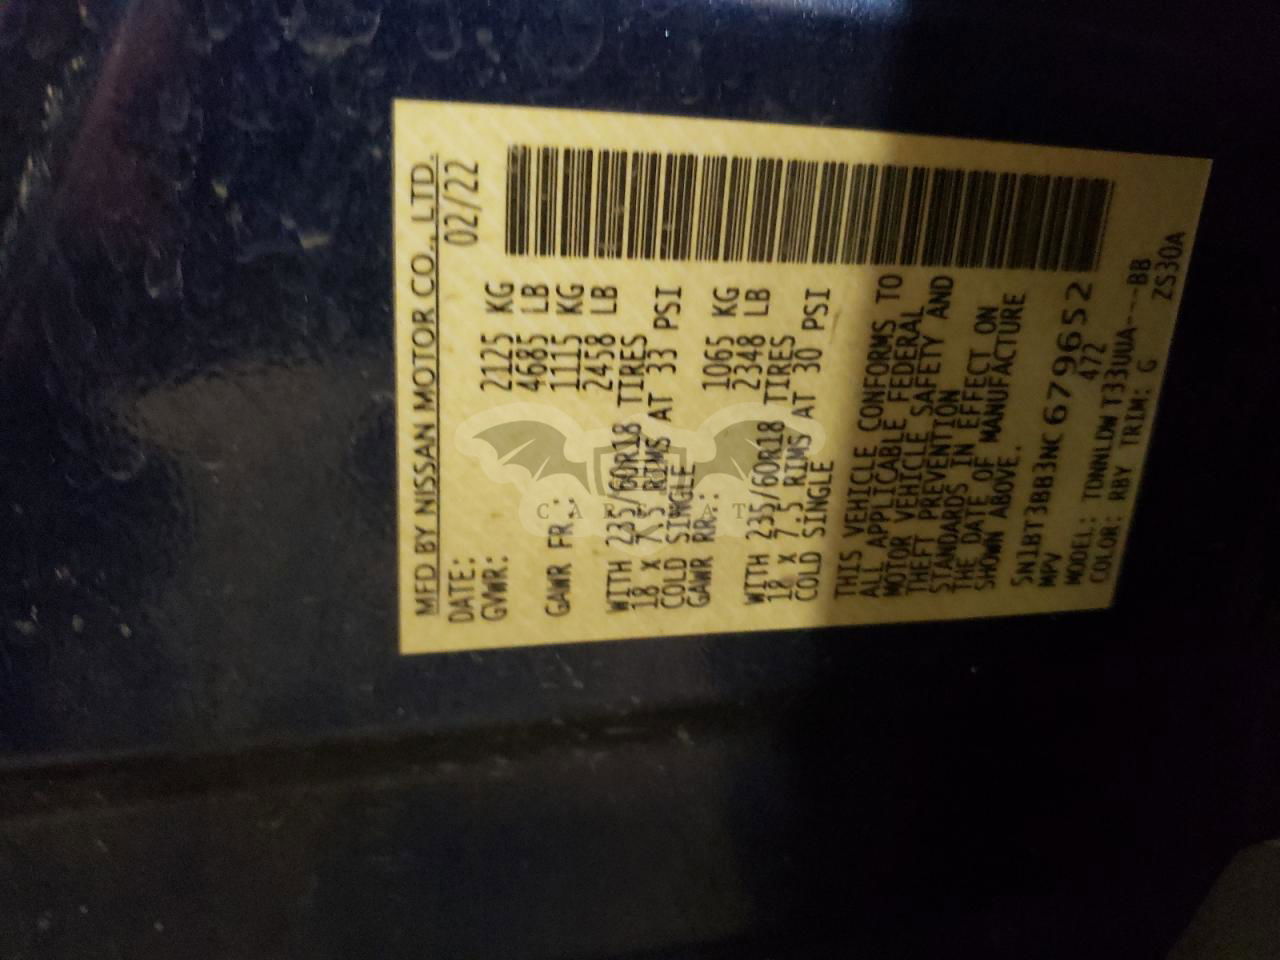 MFD BY NISSAN MOTOR CO., LTD.
DATE: 02/22
GVWR: 2125 KG
4685 LB
GAWR FR.: 1115 KG
2458 LB
WITH 235/60R18 TIRES
18 X 7.5 RIMS AT 33 PSI
COLD SINGLE
GAWR RR.: 1065 KG
2348 LB
WITH 235/60R18 TIRES
18 X 7.5 RIMS AT 30 PSI
COLD SINGLE
THIS VEHICLE CONFORMS TO
ALL APPLICABLE FEDERAL
MOTOR VEHICLE SAFETY AND
THEFT PREVENTION
STANDARDS IN EFFECT ON
THE DATE OF MANUFACTURE
SHOWN ABOVE.
5N1BT3BB3NC679652
MPV 472
MODEL: TDNNLDW T33UUA---BB
COLOR: RBY TRIM: G ZS30A